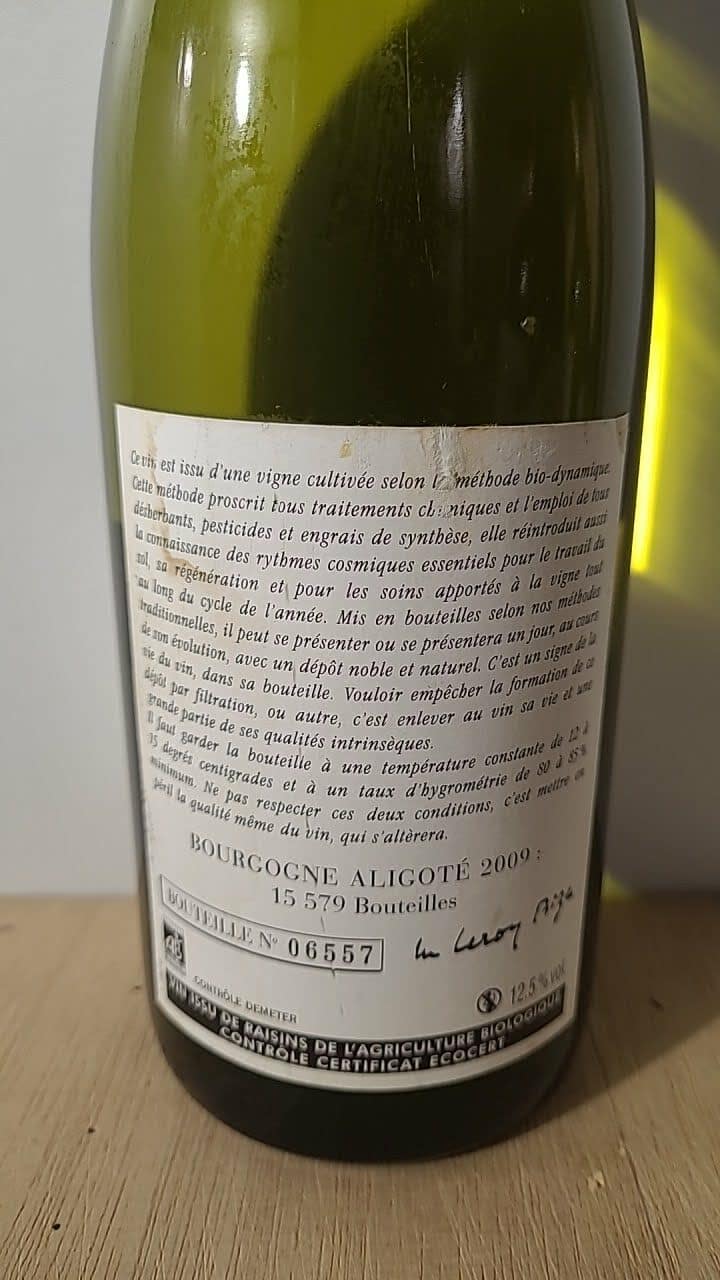 Ce vin est issu d'une vigne cultivée selon la méthode bio-dynamique.
Cette méthode proscrit tous traitements chimiques et l'emploi de tous
désherbants, pesticides et engrais de synthèse, elle réintroduit aussi
la connaissance des rythmes cosmiques essentiels pour le travail du
sol, sa régénération et pour les soins apportés à la vigne tout
au long du cycle de l'année. Mis en bouteilles selon nos méthodes
traditionnelles, il peut se présenter ou se présentera un jour, au cours
de son évolution, avec un dépôt noble et naturel. C'est un signe de la
vie du vin, dans sa bouteille. Vouloir empêcher la formation de ce
dépôt par filtration, ou autre, c'est enlever au vin sa vie et une
grande partie de ses qualités intrinsèques.
Il faut garder la bouteille à une température constante de 12 à
15 degrés centigrades et à un taux d'hygrométrie de 80 à 85%
minimum. Ne pas respecter ces deux conditions, c'est mettre en
péril la qualité même du vin, qui s'altèrera.
BOURGOGNE ALIGOTÉ 2009 :
15 579 Bouteilles
BOUTEILLE N° 06557
Leroy
AB
CONTRÔLE DEMETER
12.5 % vol
VIN ISSU DE RAISINS DE L'AGRICULTURE BIOLOGIQUE
CONTRÔLE CERTIFICAT ECOCERT